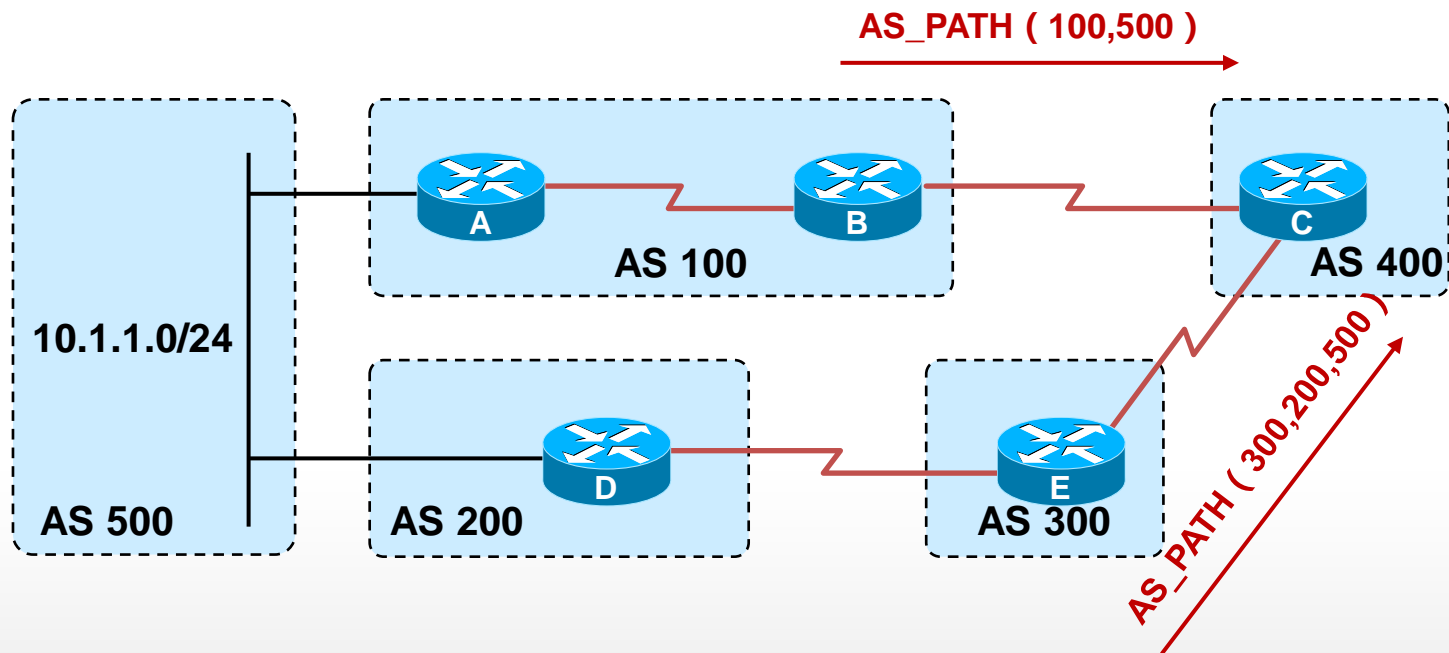 AS_PATH ( 100,500 )
A
B
C
AS 100
AS 400
10.1.1.0/24
AS_PATH ( 300,200,500 )
D
E
AS 500
AS 200
AS 300